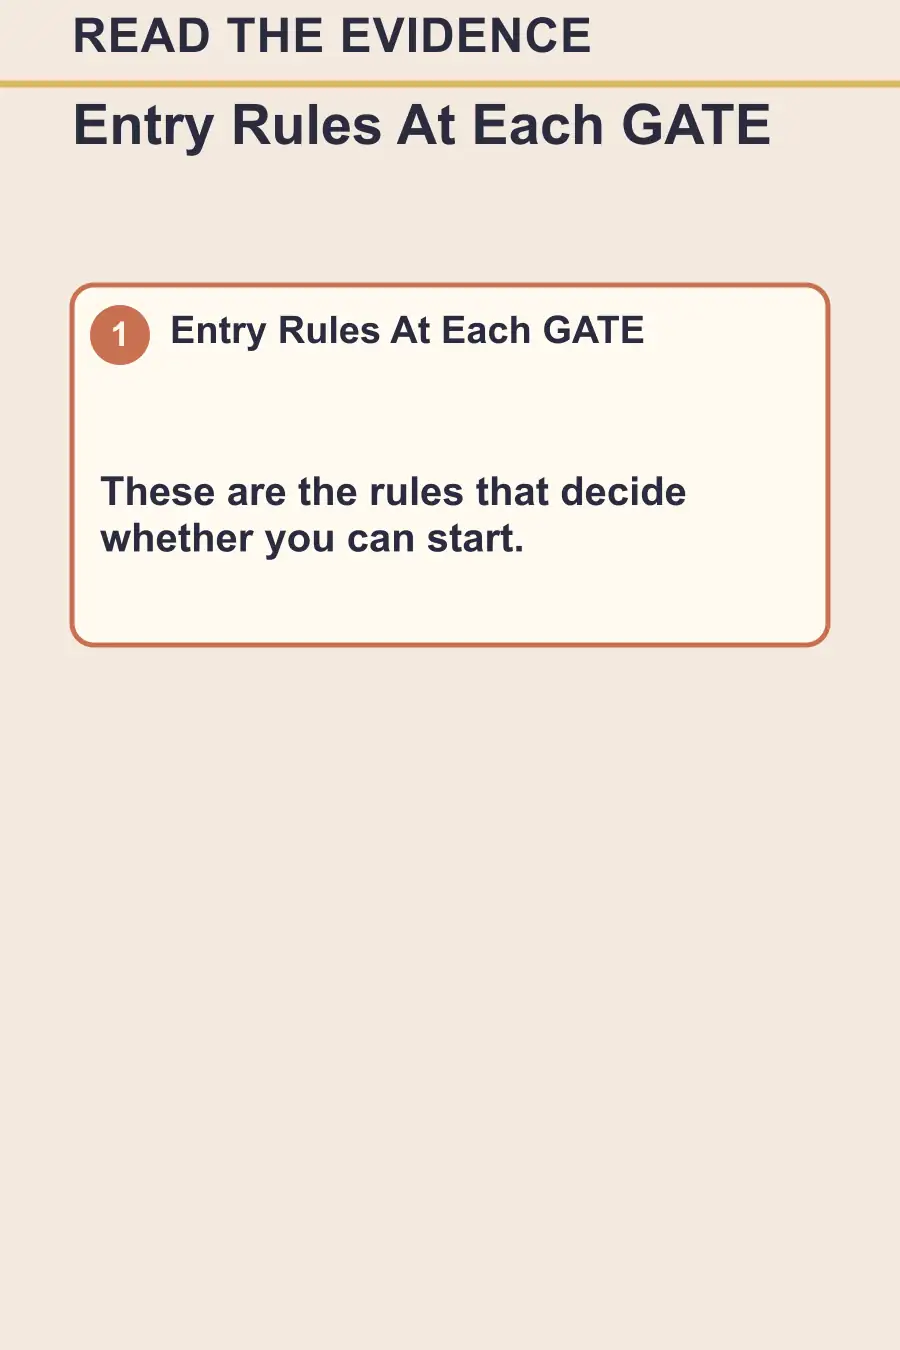 READ THE EVIDENCE
Entry Rules At Each GATE
1
Entry Rules At Each GATE
These are the rules that decide
whether you can start.